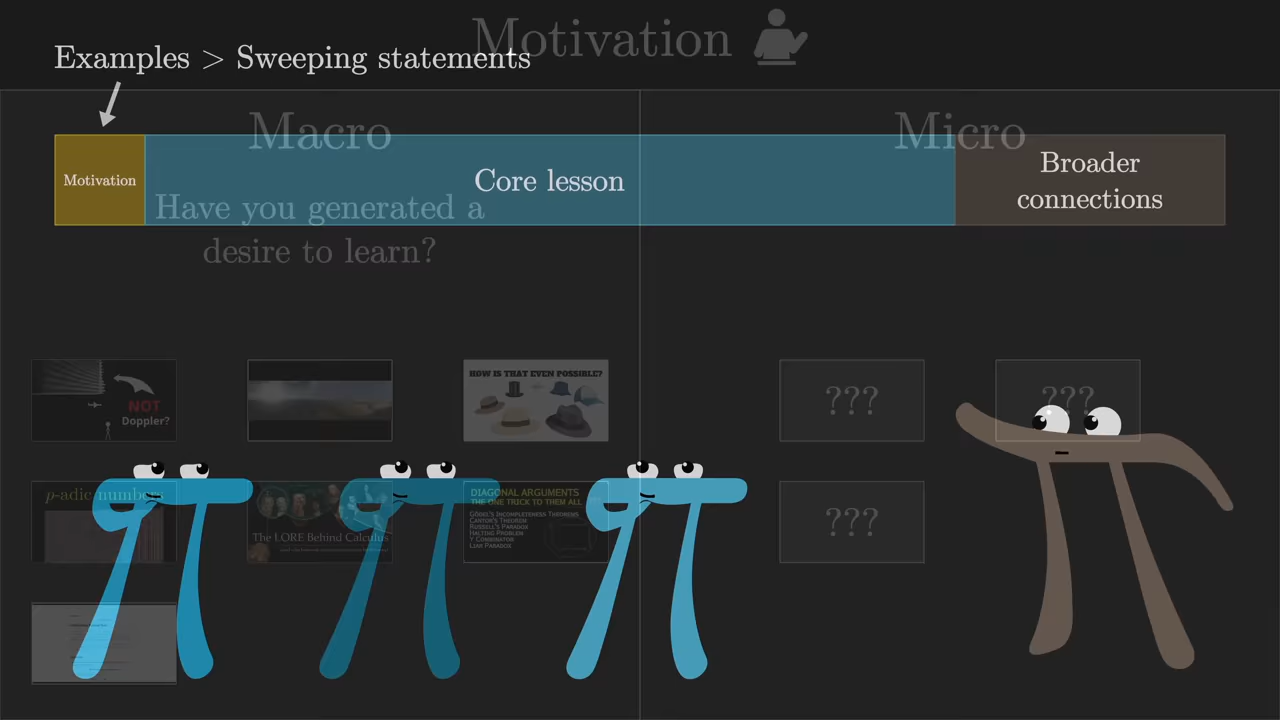 Motivation
Examples > Sweeping statements
Macro
Micro
Motivation
Core lesson
Broader
connections
Have you generated a
desire to learn?
NOT
Doppler?
HOW IS THAT EVEN POSSIBLE?
???
???
p-adic numbers
The LORE Behind Calculus
DIAGONAL ARGUMENTS
THE ONE TRICK TO THEM ALL
Gödel's Incompleteness Theorems
Cantor's Theorem
Russell's Paradox
Halting Problem
Y Combinator
Liar Paradox
???